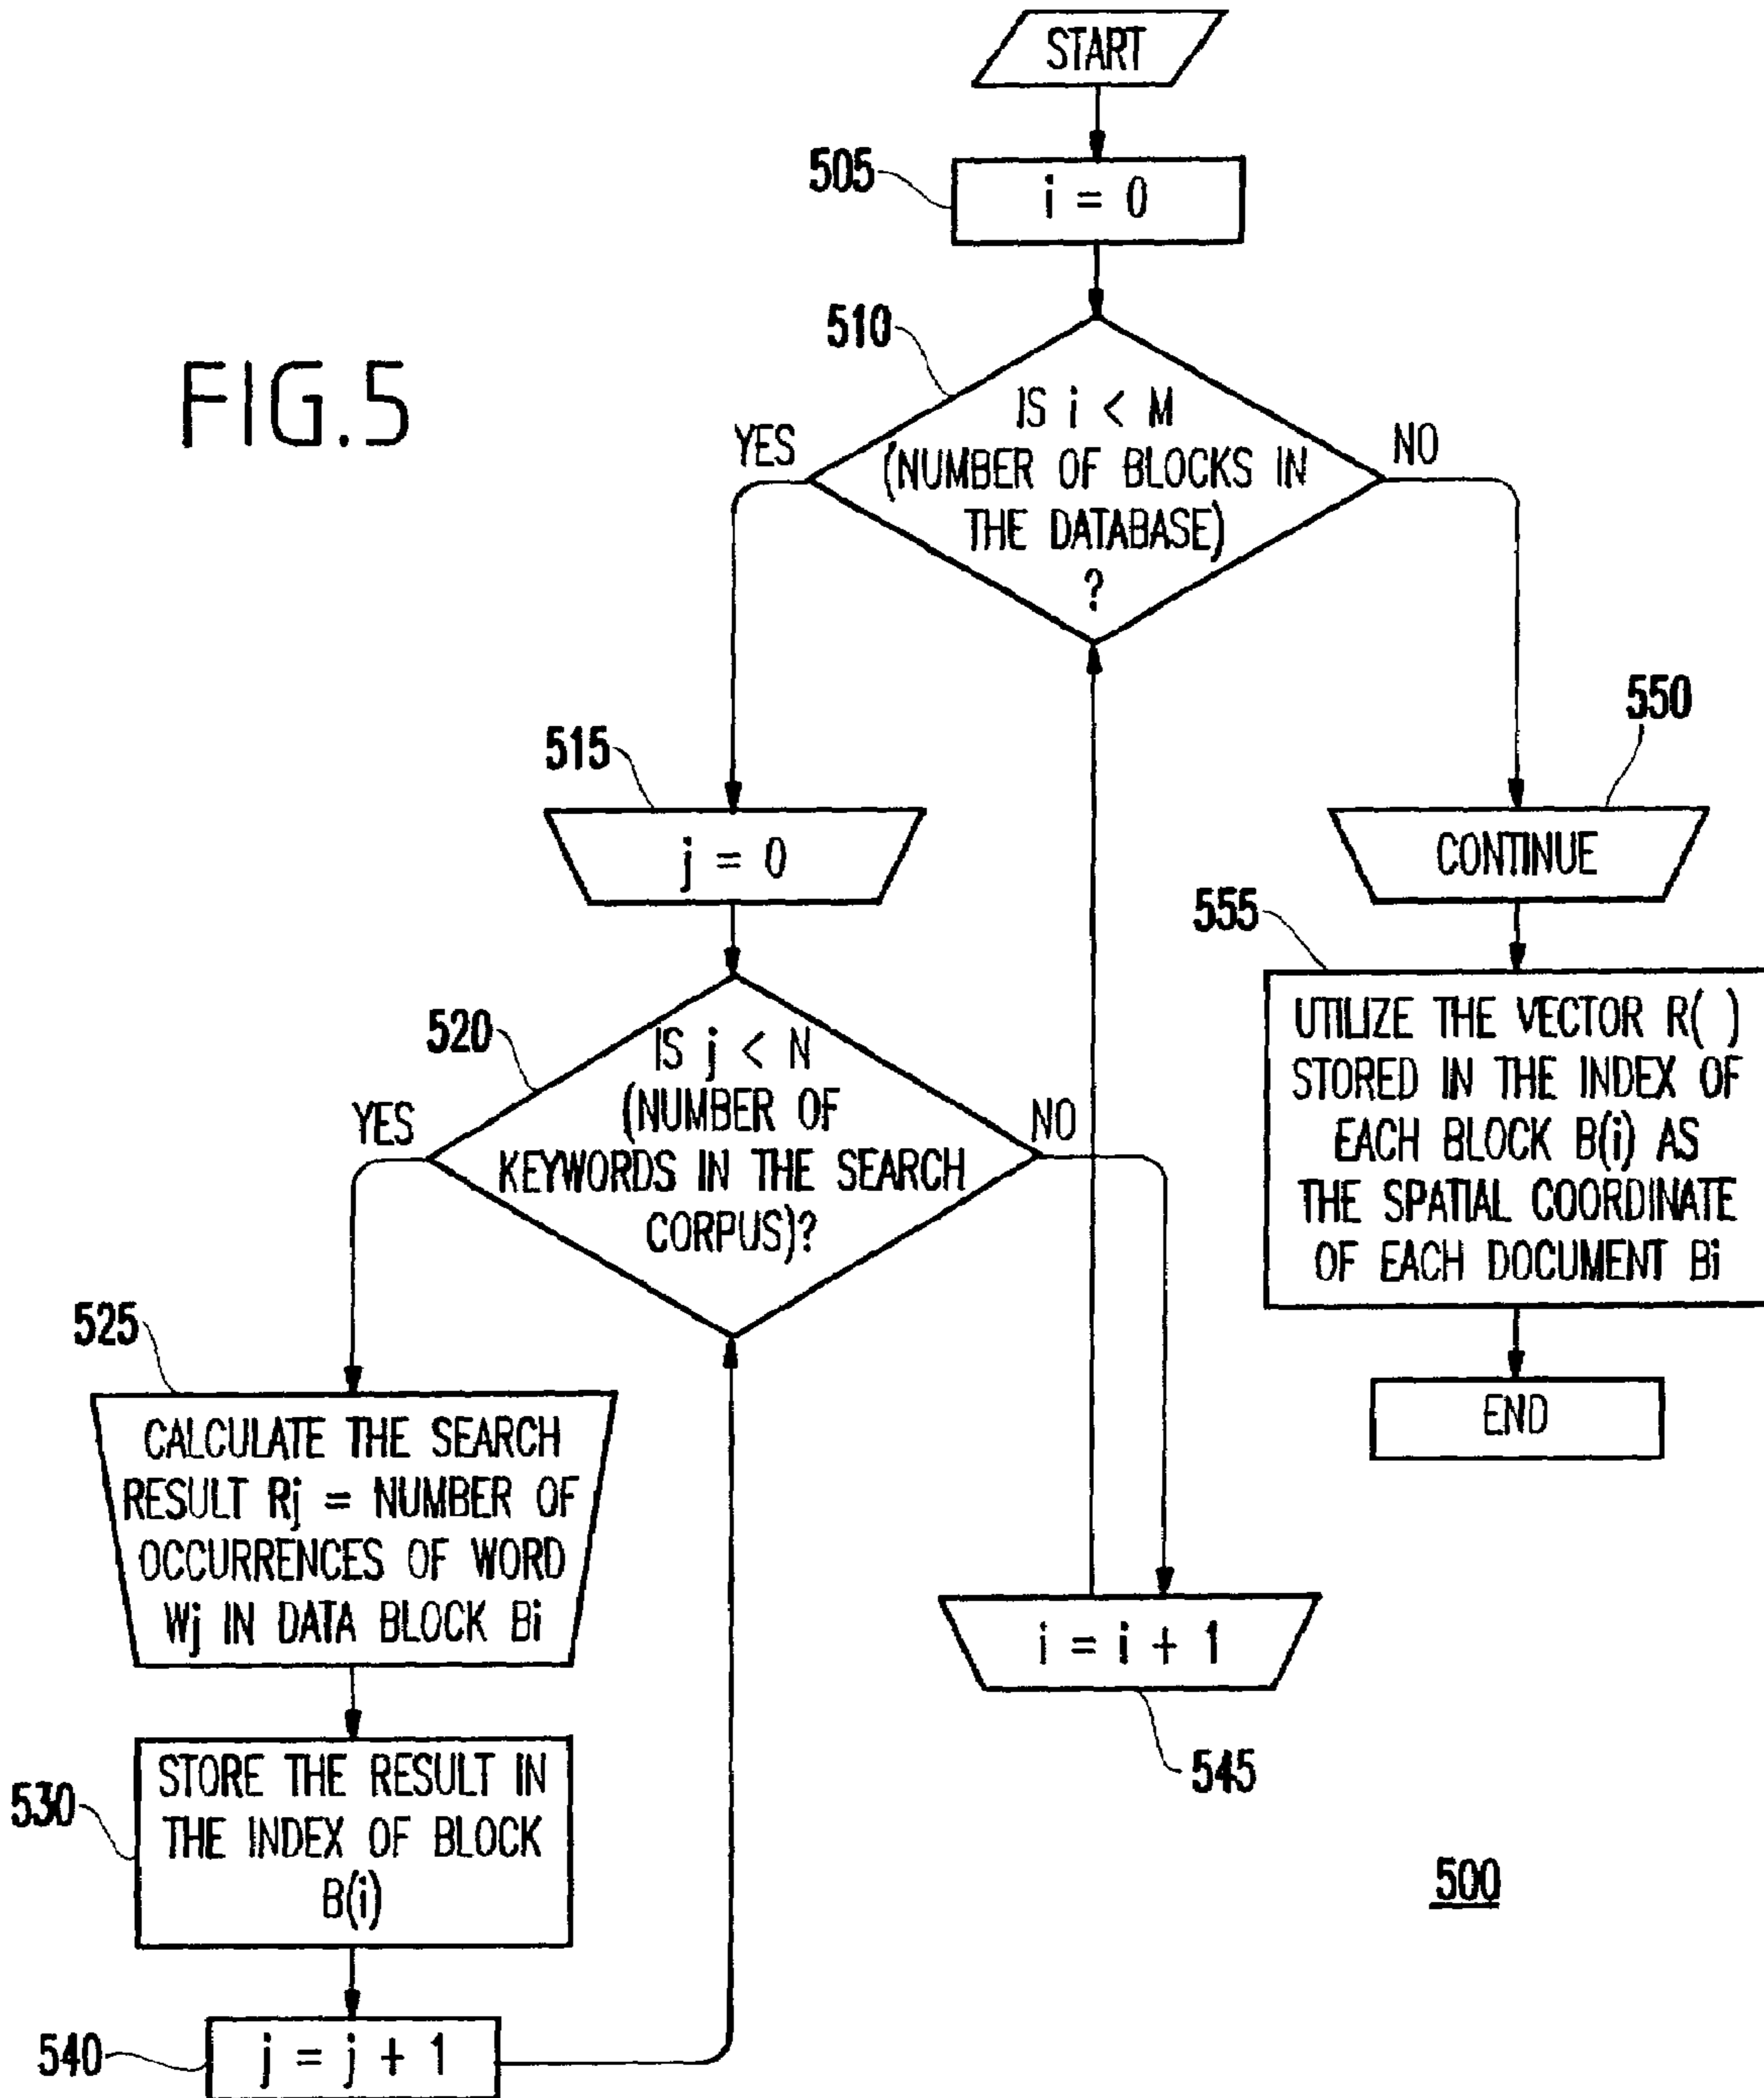 START
505
i = 0
510
FIG.5
IS i < M
(NUMBER OF BLOCKS IN
THE DATABASE)
?
YES
NO
515
j = 0
550
CONTINUE
520
IS j < N
(NUMBER OF
KEYWORDS IN THE SEARCH
CORPUS)?
YES
NO
555
UTILIZE THE VECTOR R( )
STORED IN THE INDEX OF
EACH BLOCK B(i) AS
THE SPATIAL COORDINATE
OF EACH DOCUMENT Bi
END
525
CALCULATE THE SEARCH
RESULT Rj = NUMBER OF
OCCURRENCES OF WORD
Wj IN DATA BLOCK Bi
i = i + 1
545
530
STORE THE RESULT IN
THE INDEX OF BLOCK
B(i)
540
j = j + 1
500